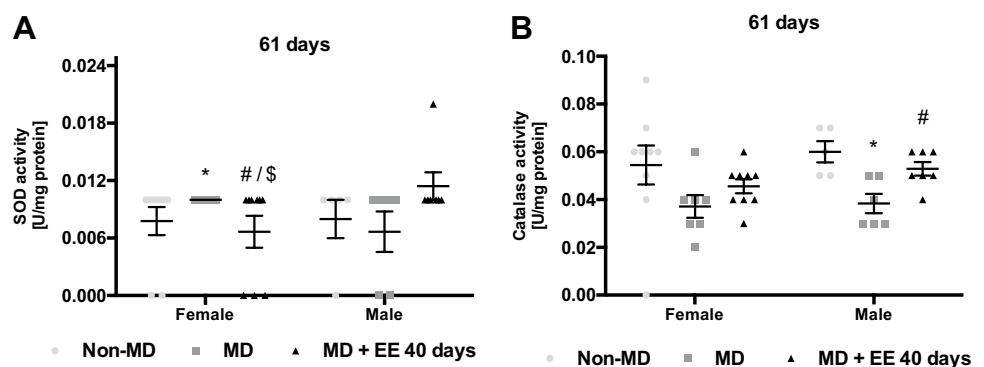 A
61 days
SOD activity
[U/mg protein]
0.024
0.018
0.012
0.006
0.000
*
# / $
Female
Male
Non-MD
MD
MD + EE 40 days
B
61 days
Catalase activity
[U/mg protein]
0.10
0.08
0.06
0.04
0.02
0.00
*
#
Female
Male
Non-MD
MD
MD + EE 40 days